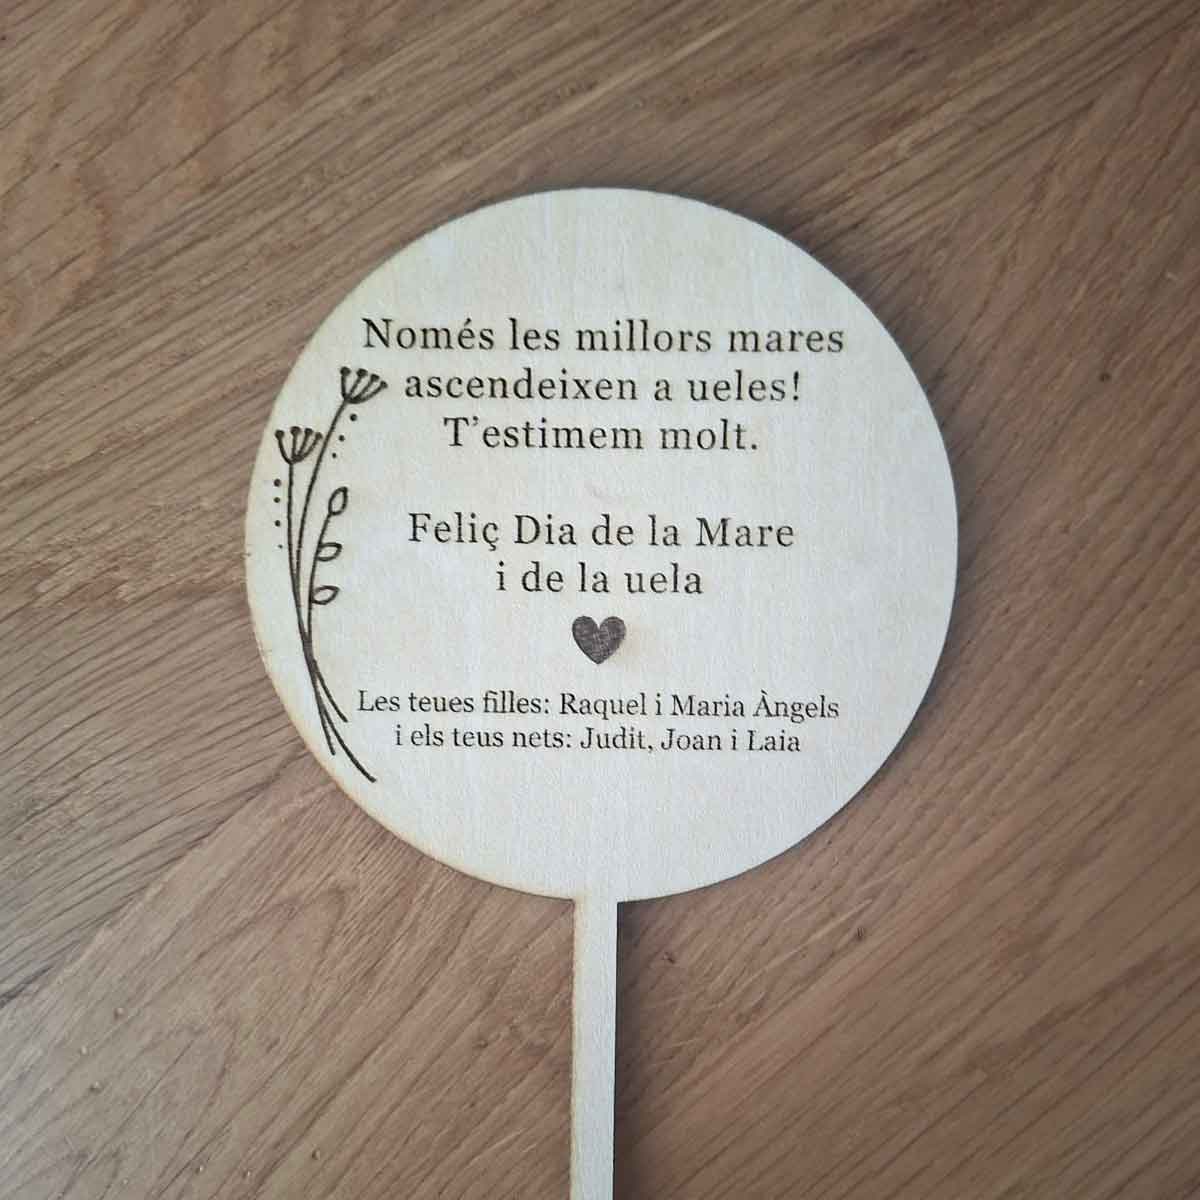 Només les millors mares
ascendeixen a ueles!
T'estimem molt.
Feliç Dia de la Mare
i de la uela
Les teues filles: Raquel i Maria Àngels
i els teus nets: Judit, Joan i Laia